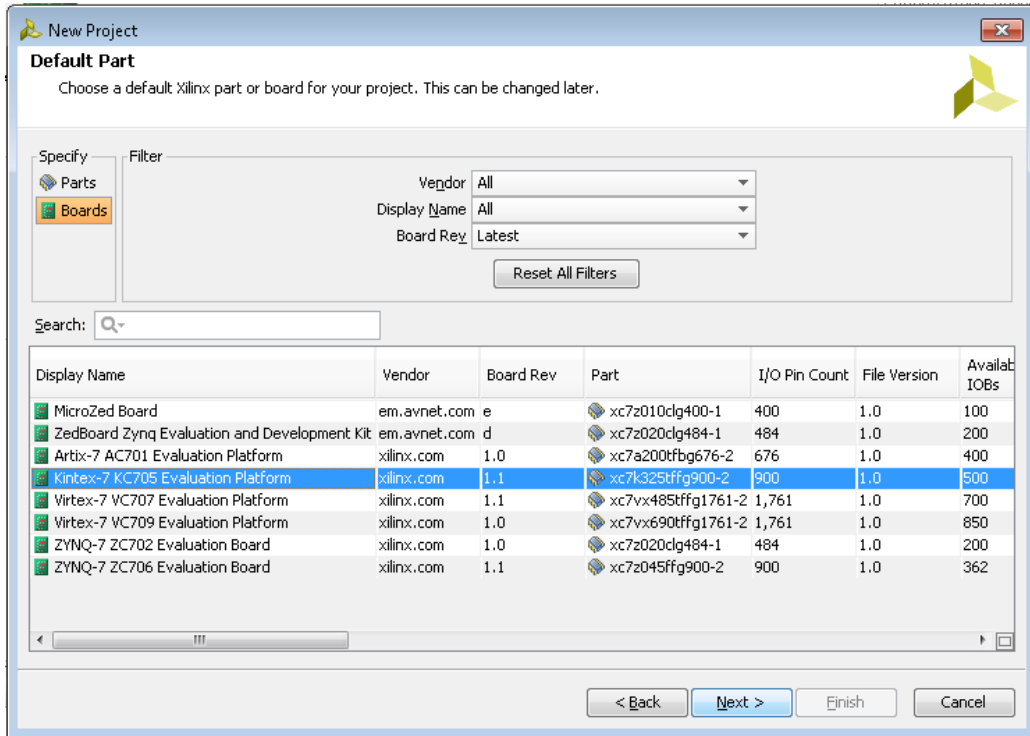 New Project
Default Part
Choose a default Xilinx part or board for your project. This can be changed later.
Specify
Filter
Parts
Boards
Vendor All
Display Name All
Board Rev Latest
Reset All Filters
Search:
Display Name Vendor Board Rev Part I/O Pin Count File Version Availab
IOBs
MicroZed Board em.avnet.com e xc7z010clg400-1 400 1.0 100
ZedBoard Zynq Evaluation and Development Kit em.avnet.com d xc7z020clg484-1 484 1.0 200
Artix-7 AC701 Evaluation Platform xilinx.com 1.0 xc7a200tfbg676-2 676 1.0 400
Kintex-7 KC705 Evaluation Platform xilinx.com 1.1 xc7k325tffg900-2 900 1.0 500
Virtex-7 VC707 Evaluation Platform xilinx.com 1.1 xc7vx485tffg1761-2 1,761 1.0 700
Virtex-7 VC709 Evaluation Platform xilinx.com 1.0 xc7vx690tffg1761-2 1,761 1.0 850
ZYNQ-7 ZC702 Evaluation Board xilinx.com 1.0 xc7z020clg484-1 484 1.0 200
ZYNQ-7 ZC706 Evaluation Board xilinx.com 1.1 xc7z045ffg900-2 900 1.0 362
< Back Next > Finish Cancel